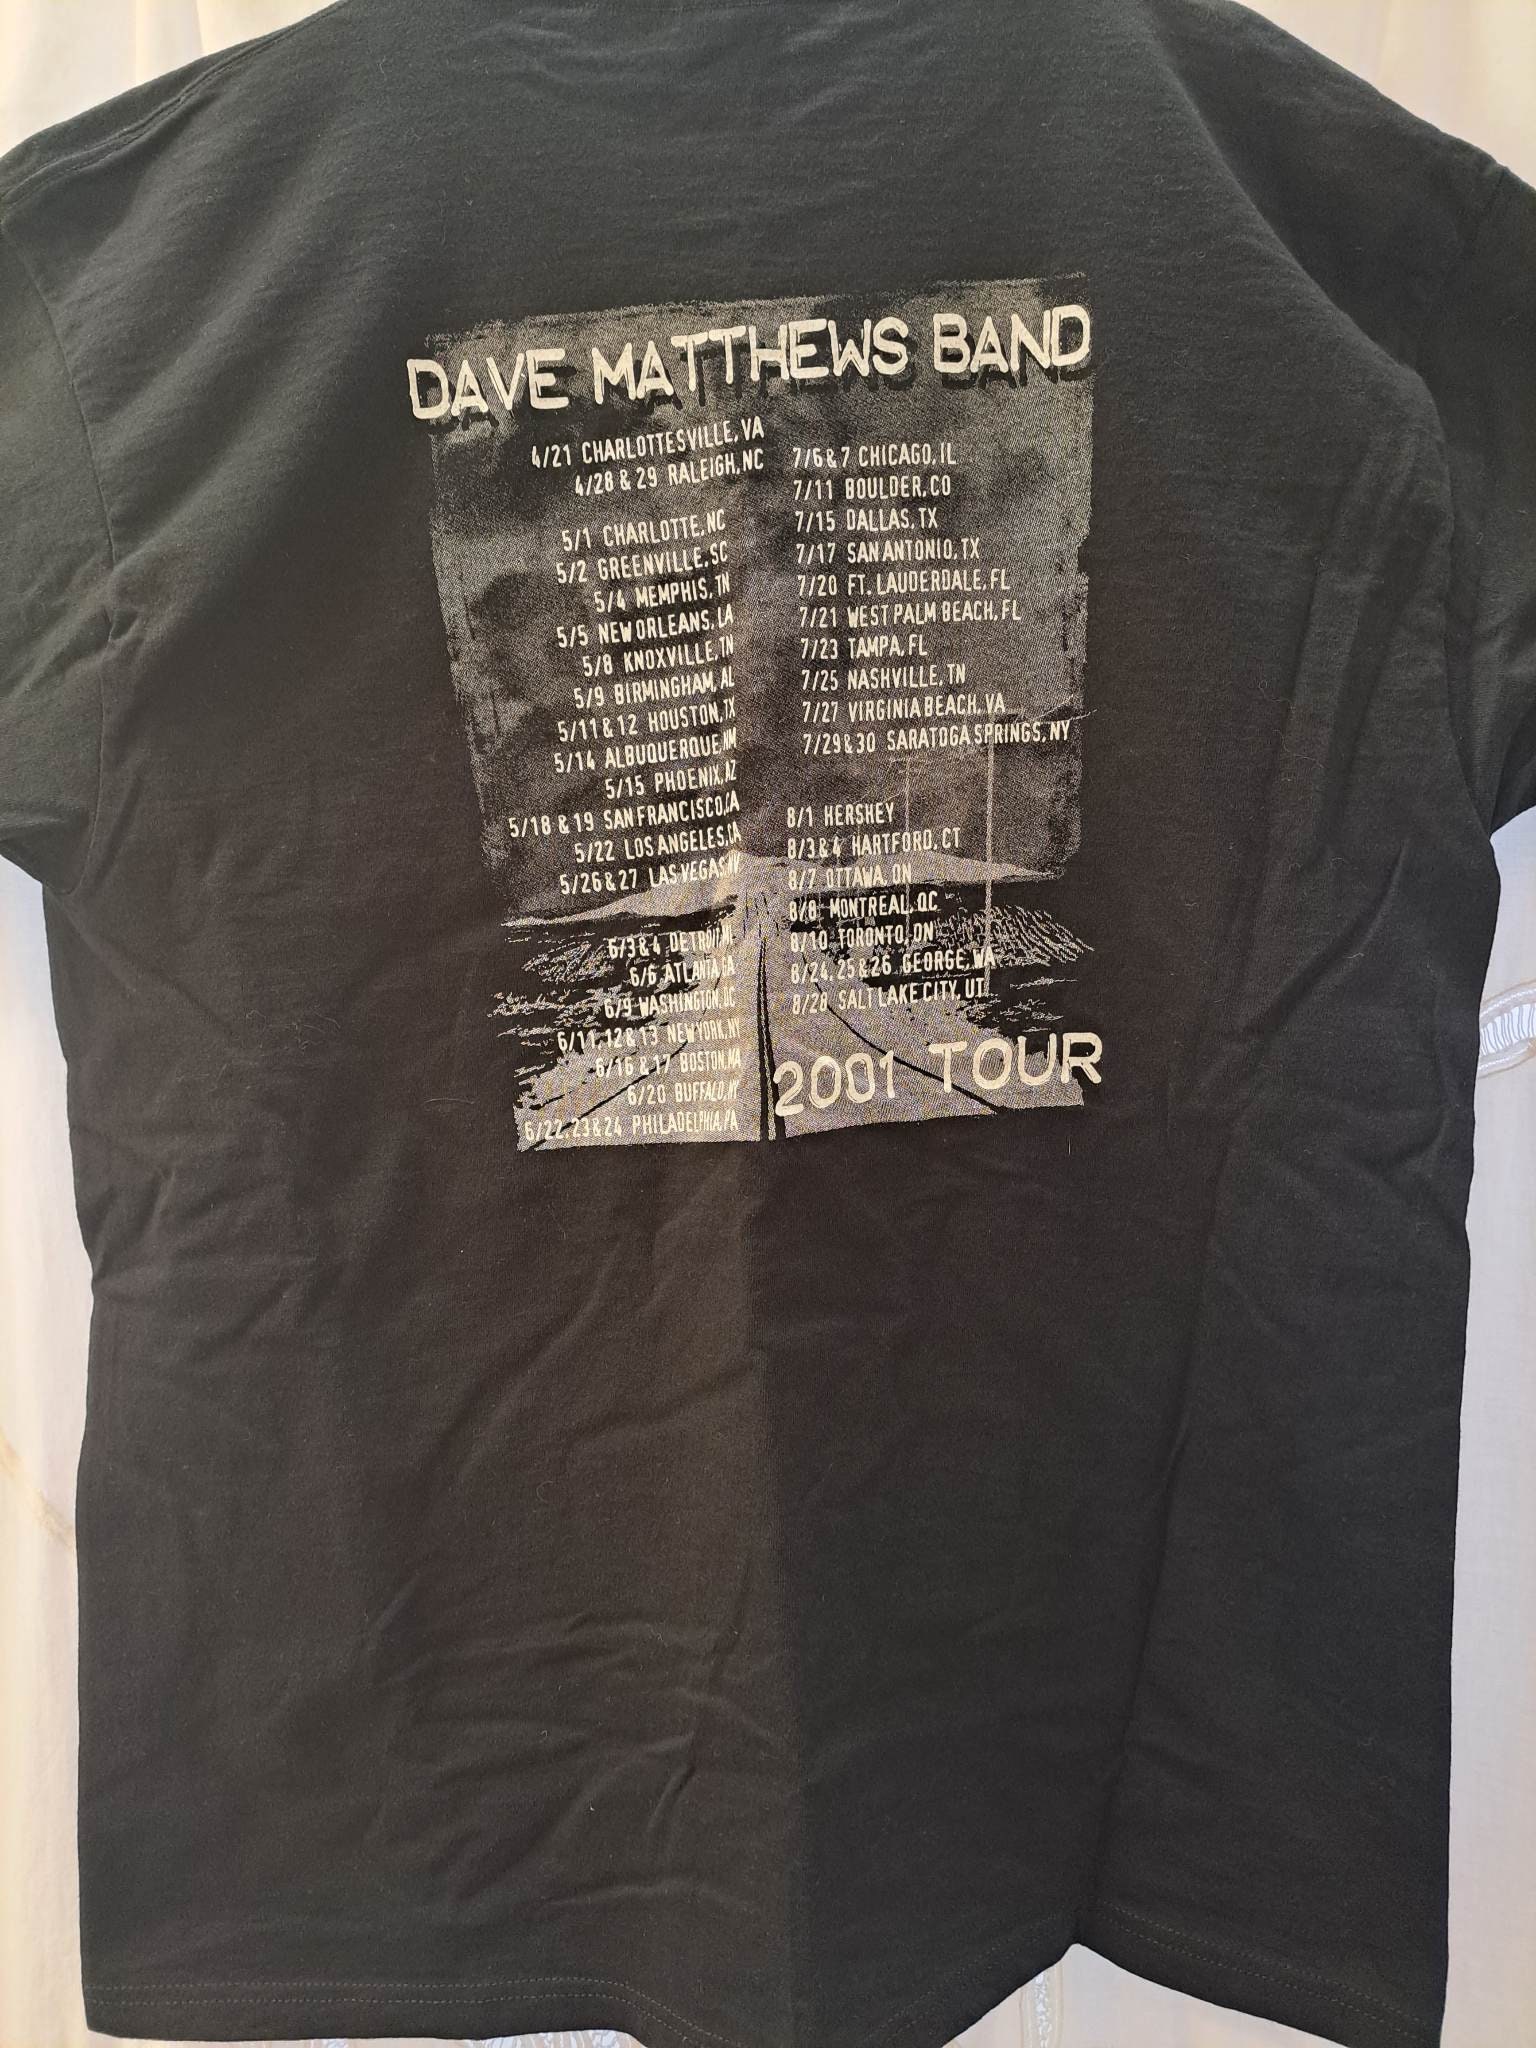 DAVE MATTHEWS BAND
4/21 CHARLOTTESVILLE, VA
4/28 & 29 RALEIGH, NC
5/1 CHARLOTTE, NC
5/2 GREENVILLE, SC
5/4 MEMPHIS, TN
5/5 NEW ORLEANS, LA
5/8 KNOXVILLE, TN
5/9 BIRMINGHAM, AL
5/11 & 12 HOUSTON, TX
5/14 ALBUQUERQUE, NM
5/15 PHOENIX, AZ
5/18 & 19 SAN FRANCISCO, CA
5/22 LOS ANGELES, CA
5/26 & 27 LAS VEGAS, NV
6/3 & 4 DETROIT, MI
6/6 ATLANTA, GA
6/9 WASHINGTON, DC
6/11, 12 & 13 NEW YORK, NY
6/16 & 17 BOSTON, MA
6/20 BUFFALO, NY
6/22, 23 & 24 PHILADELPHIA, PA
7/6 & 7 CHICAGO, IL
7/11 BOULDER, CO
7/15 DALLAS, TX
7/17 SAN ANTONIO, TX
7/20 FT. LAUDERDALE, FL
7/21 WEST PALM BEACH, FL
7/23 TAMPA, FL
7/25 NASHVILLE, TN
7/27 VIRGINIA BEACH, VA
7/29 & 30 SARATOGA SPRINGS, NY
8/1 HERSHEY
8/3 & 4 HARTFORD, CT
8/7 OTTAWA, ON
8/8 MONTREAL, QC
8/10 TORONTO, ON
8/24, 25 & 26 GEORGE, WA
8/28 SALT LAKE CITY, UT
2001 TOUR